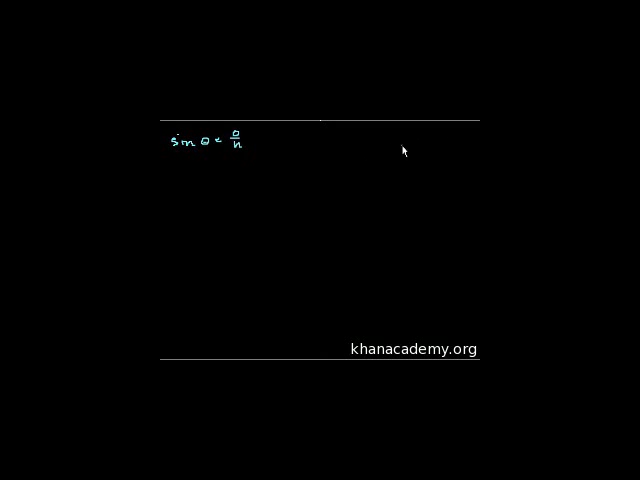 sin θ = o/h
khanacademy.org